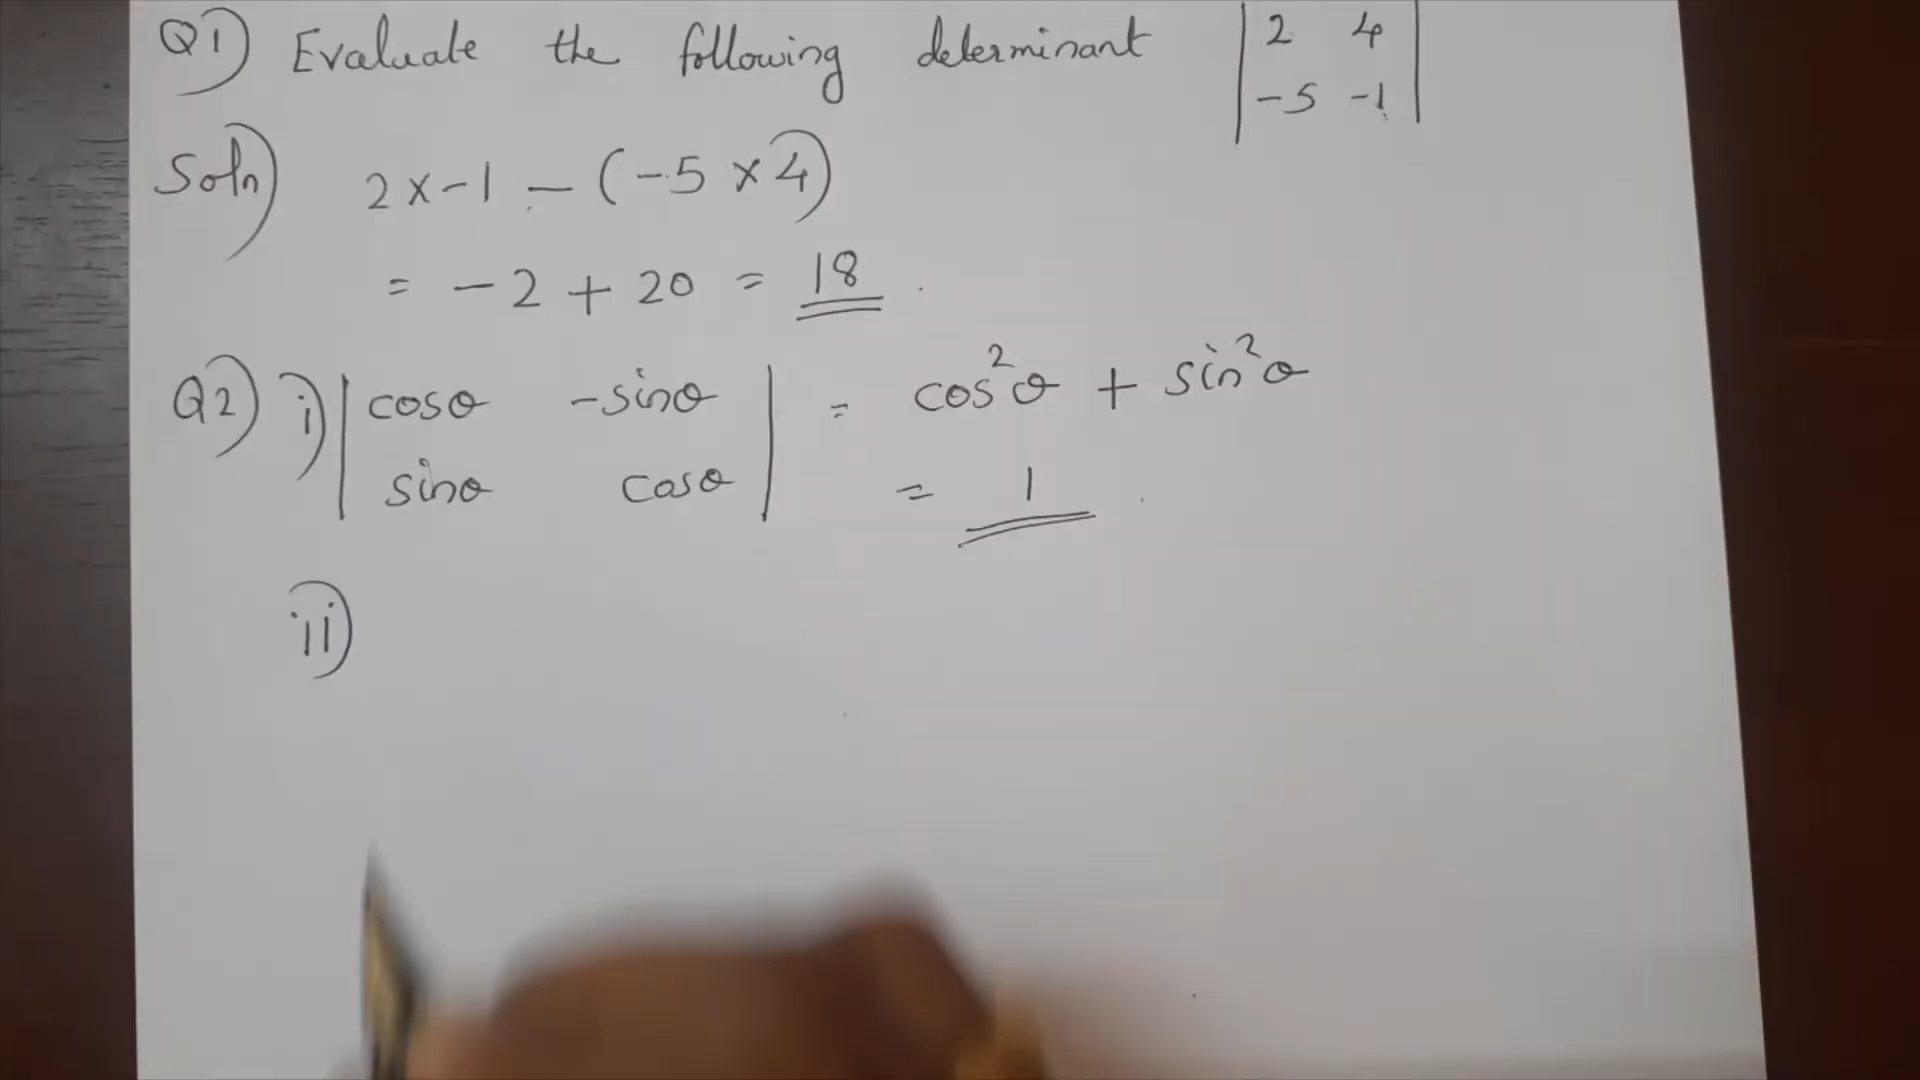 Q1) Evaluate the following determinant | 2 4 |
| -5 -1 |
Soln) 2 x -1 - (-5 x 4)
= -2 + 20 = 18
Q2) i) | cosθ -sinθ | = cos²θ + sin²θ
| sinθ cosθ | = 1
ii)